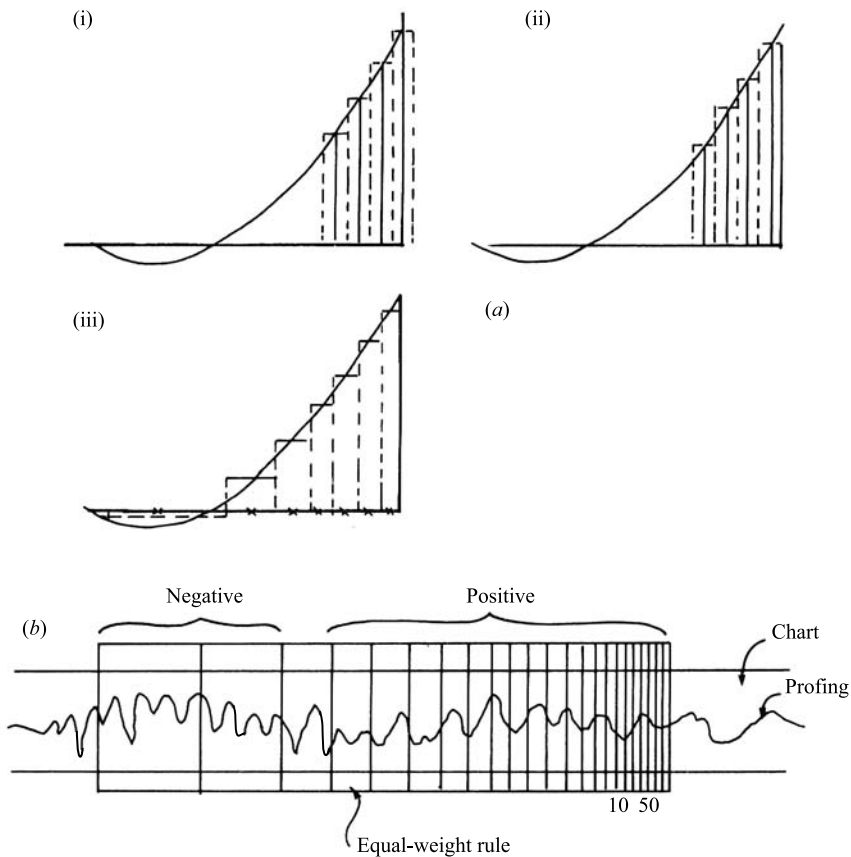 (i)
(ii)
(iii)
(a)
Negative
Positive
(b)
Chart
Profing
10 50
Equal-weight rule